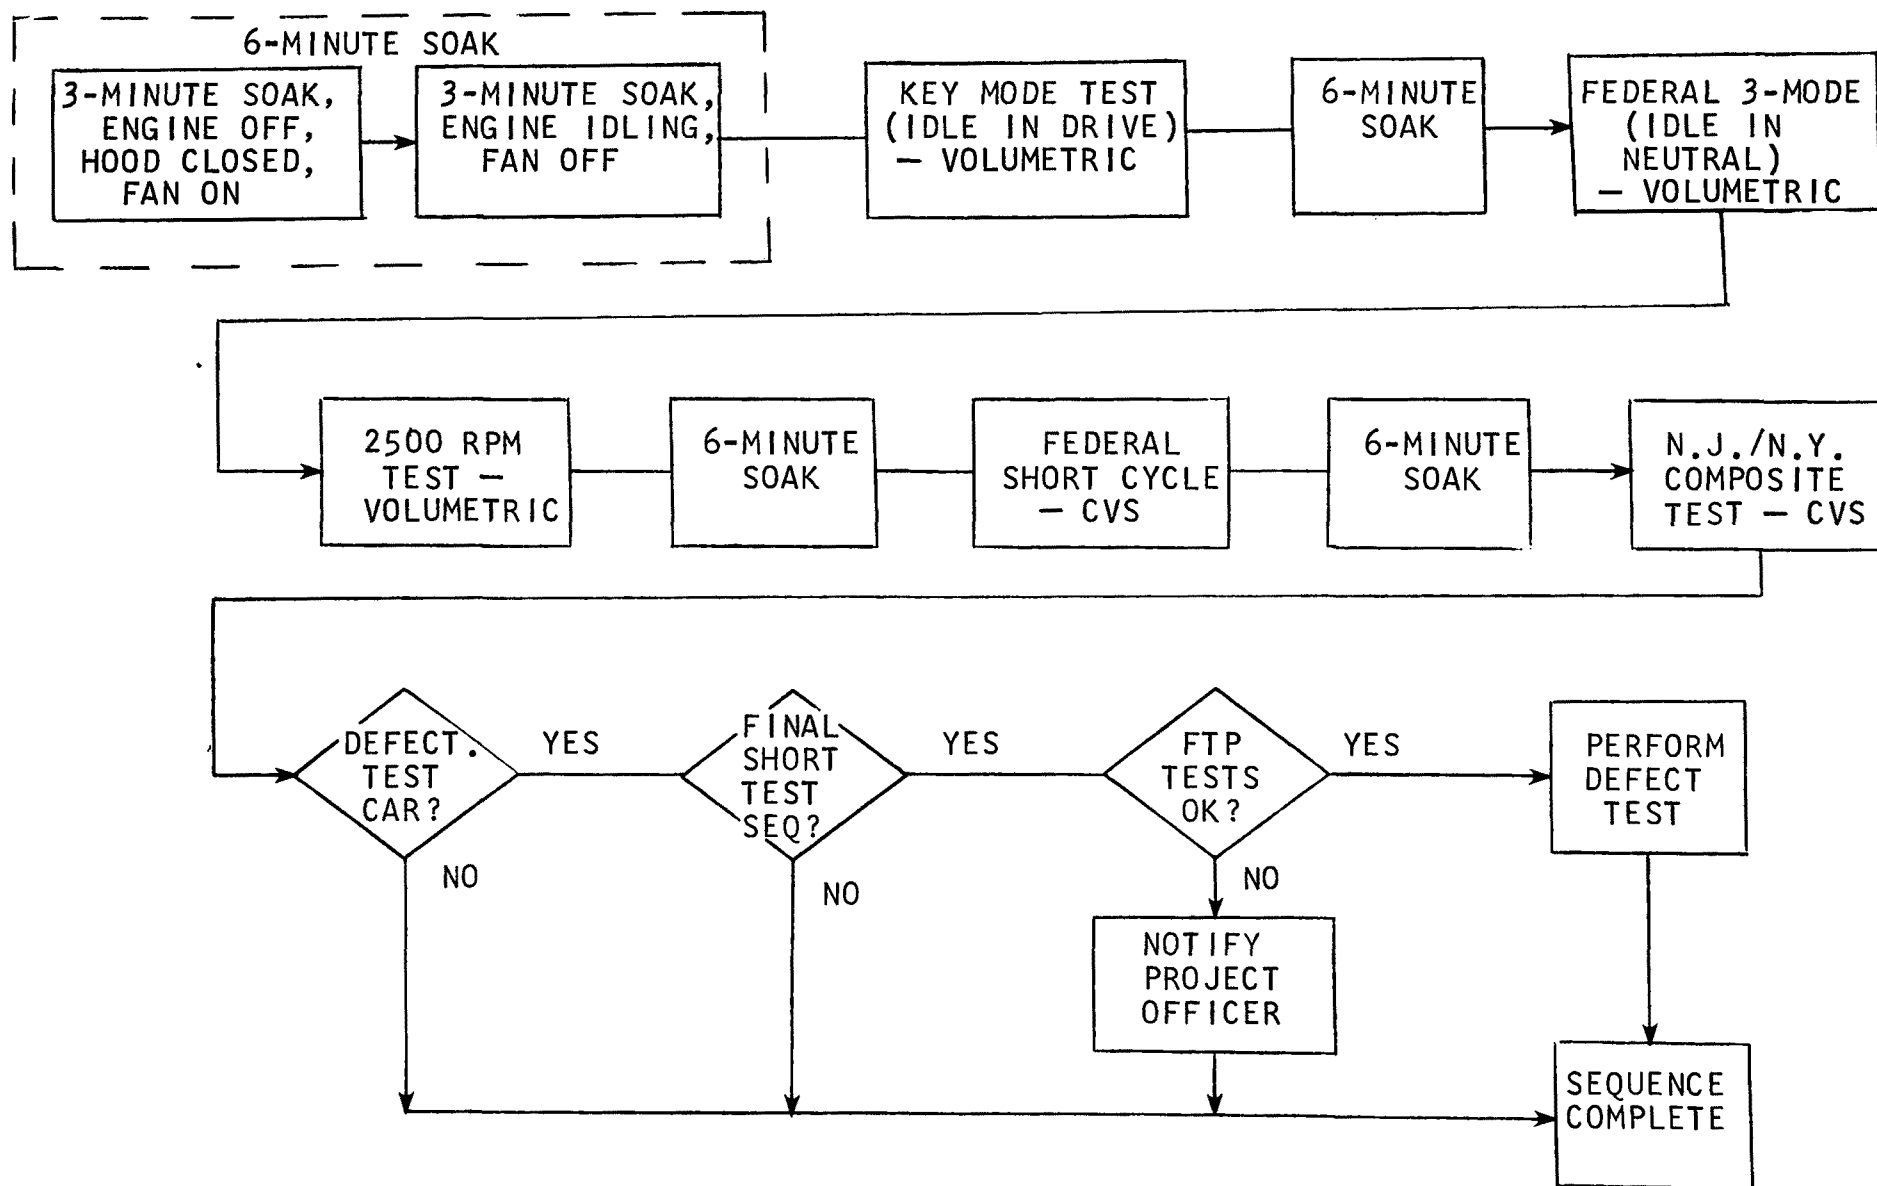 6-MINUTE SOAK
3-MINUTE SOAK,
ENGINE OFF,
HOOD CLOSED,
FAN ON
3-MINUTE SOAK,
ENGINE IDLING,
FAN OFF
KEY MODE TEST
(IDLE IN DRIVE)
— VOLUMETRIC
6-MINUTE
SOAK
FEDERAL 3-MODE
(IDLE IN
NEUTRAL)
— VOLUMETRIC
2500 RPM
TEST —
VOLUMETRIC
6-MINUTE
SOAK
FEDERAL
SHORT CYCLE
— CVS
6-MINUTE
SOAK
N.J./N.Y.
COMPOSITE
TEST — CVS
DEFECT.
TEST
CAR?
YES
NO
FINAL
SHORT
TEST
SEQ?
YES
NO
FTP
TESTS
OK?
YES
NO
PERFORM
DEFECT
TEST
NOTIFY
PROJECT
OFFICER
SEQUENCE
COMPLETE